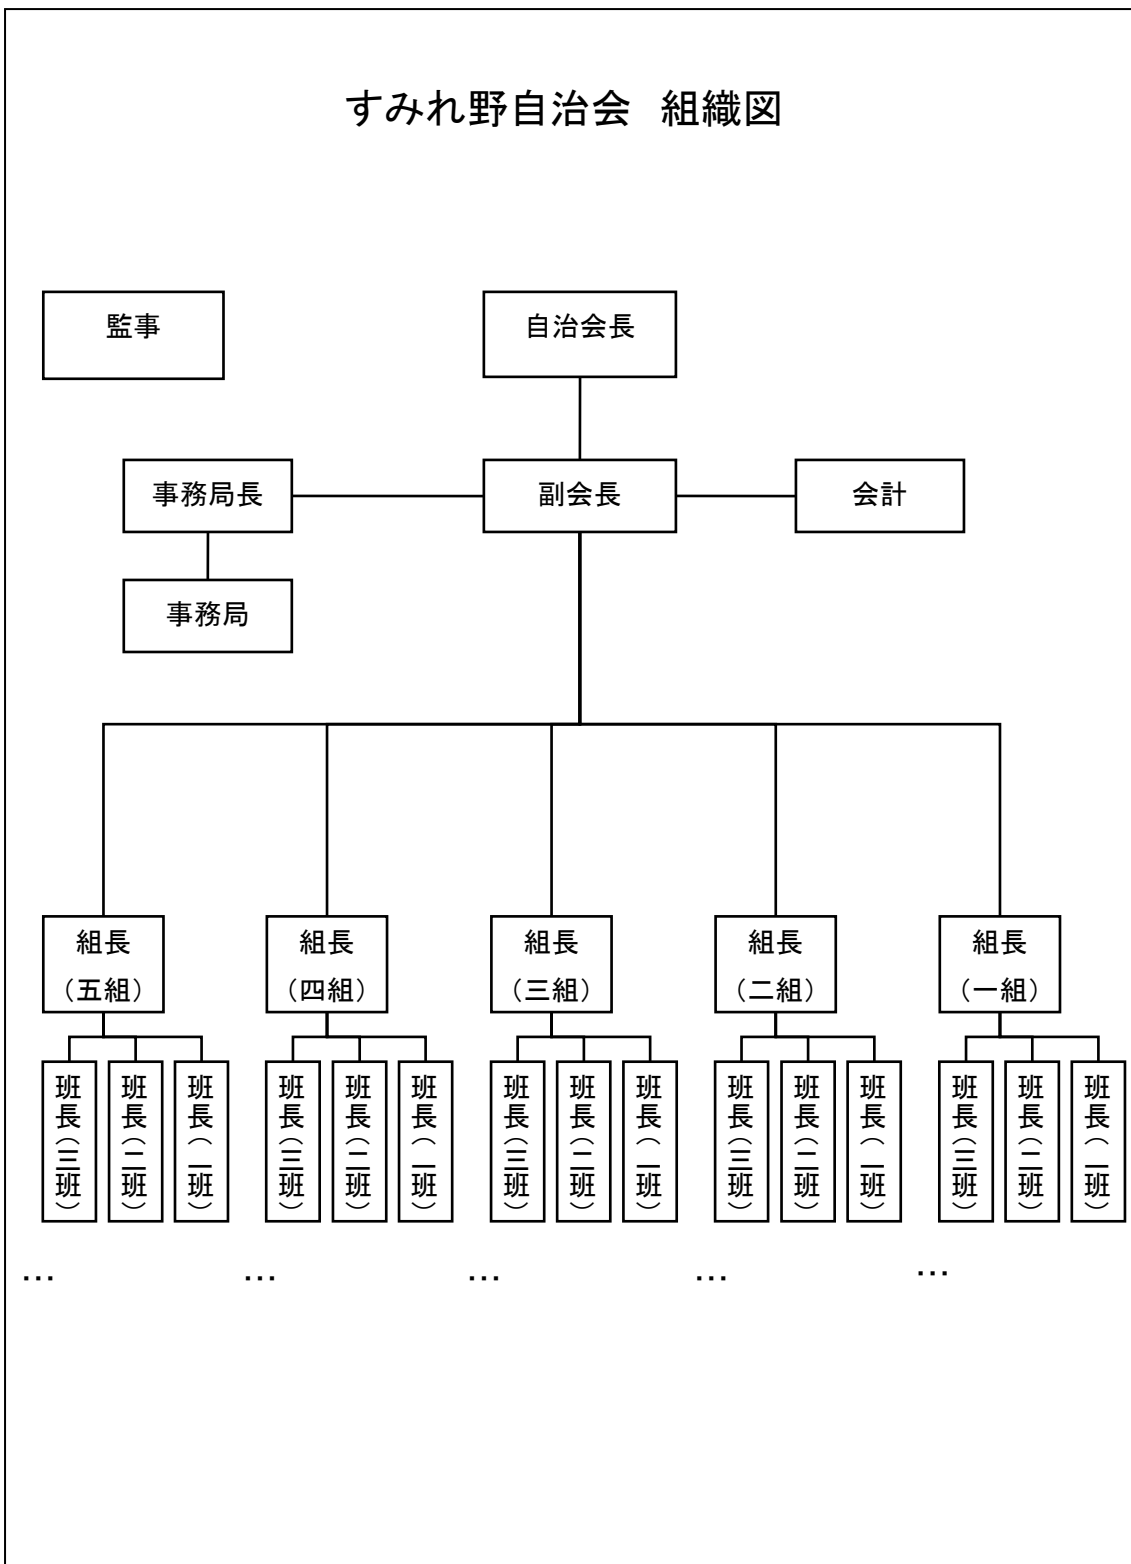 すみれ野自治会　組織図
監事
自治会長
事務局長
副会長
会計
事務局
組長
（五組）
組長
（四組）
組長
（三組）
組長
（二組）
組長
（一組）
班長（三班）
班長（二班）
班長（一班）
班長（三班）
班長（二班）
班長（一班）
班長（三班）
班長（二班）
班長（一班）
班長（三班）
班長（二班）
班長（一班）
班長（三班）
班長（二班）
班長（一班）
…
…
…
…
…